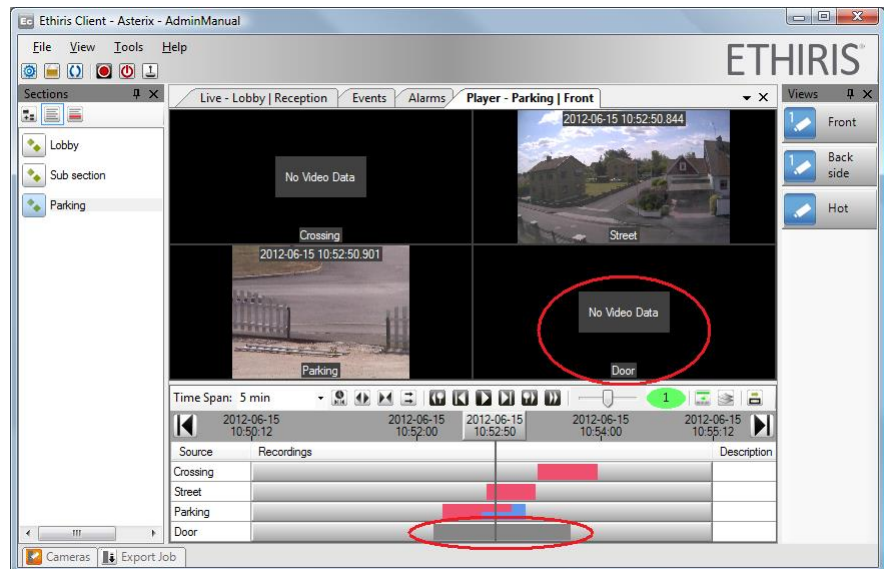 Ec Ethiris Client - Asterix - AdminManual
File View Tools Help
ETHIRIS
Sections
Live - Lobby | Reception Events Alarms Player - Parking | Front
Views
Lobby
Sub section
Parking
2012-06-15 10:52:50.844
No Video Data
Crossing
Street
2012-06-15 10:52:50.901
Parking
No Video Data
Door
1 Front
1 Back side
Hot
Time Span: 5 min
1
2012-06-15 2012-06-15 2012-06-15 2012-06-15 2012-06-15
10:50:12 10:52:00 10:52:50 10:54:00 10:55:12
Source Recordings Description
Crossing
Street
Parking
Door
Cameras Export Job